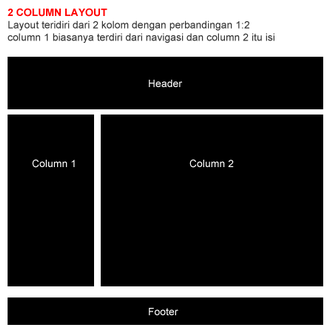 2 COLUMN LAYOUT
Layout teridiri dari 2 kolom dengan perbandingan 1:2
column 1 biasanya terdiri dari navigasi dan column 2 itu isi
Header
Column 1
Column 2
Footer